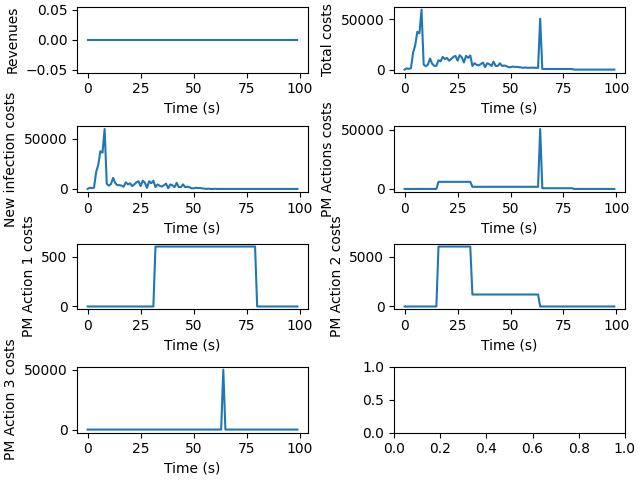 Revenues
0.05
0.00
−0.05
0 25 50 75 100
Time (s)
Total costs
50000
0
0 25 50 75 100
Time (s)
New infection costs
50000
0
0 25 50 75 100
Time (s)
PM Actions costs
50000
0
0 25 50 75 100
Time (s)
PM Action 1 costs
500
0
0 25 50 75 100
Time (s)
PM Action 2 costs
5000
0
0 25 50 75 100
Time (s)
PM Action 3 costs
50000
0
0 25 50 75 100
Time (s)
1.0
0.5
0.0
0.0 0.2 0.4 0.6 0.8 1.0